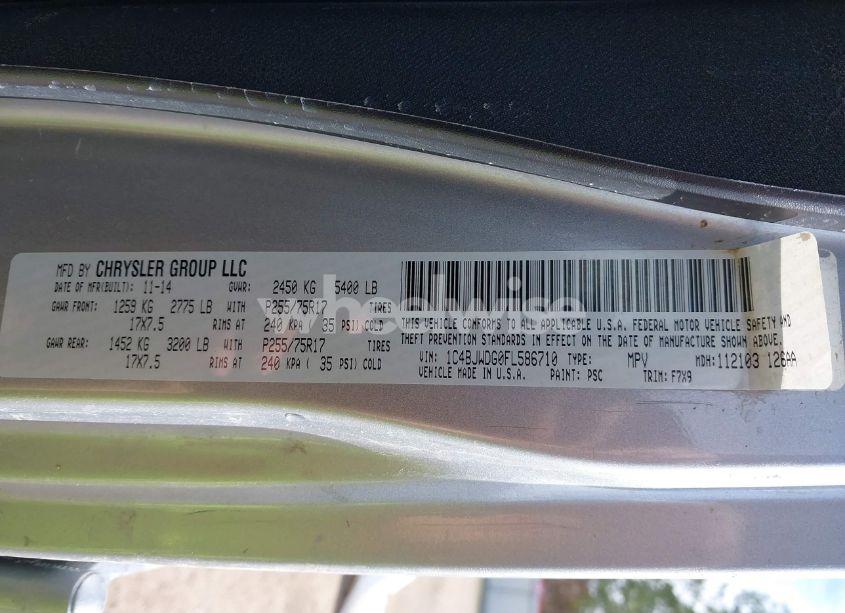 MFD BY CHRYSLER GROUP LLC
DATE OF MFR(BUILT): 11-14 GVWR: 2450 KG 5400 LB
GAWR FRONT: 1259 KG 2775 LB WITH P255/75R17 TIRES
17X7.5 RIMS AT 240 KPA ( 35 PSI) COLD
GAWR REAR: 1452 KG 3200 LB WITH P255/75R17 TIRES
17X7.5 RIMS AT 240 KPA ( 35 PSI) COLD
THIS VEHICLE CONFORMS TO ALL APPLICABLE U.S.A. FEDERAL MOTOR VEHICLE SAFETY AND
THEFT PREVENTION STANDARDS IN EFFECT ON THE DATE OF MANUFACTURE SHOWN ABOVE.
VIN: 1C4BJWDG0FL586710 TYPE: MPV MDH: 112103 126AA
VEHICLE MADE IN U.S.A. PAINT: PSC TRIM: F7X9
wheelwise